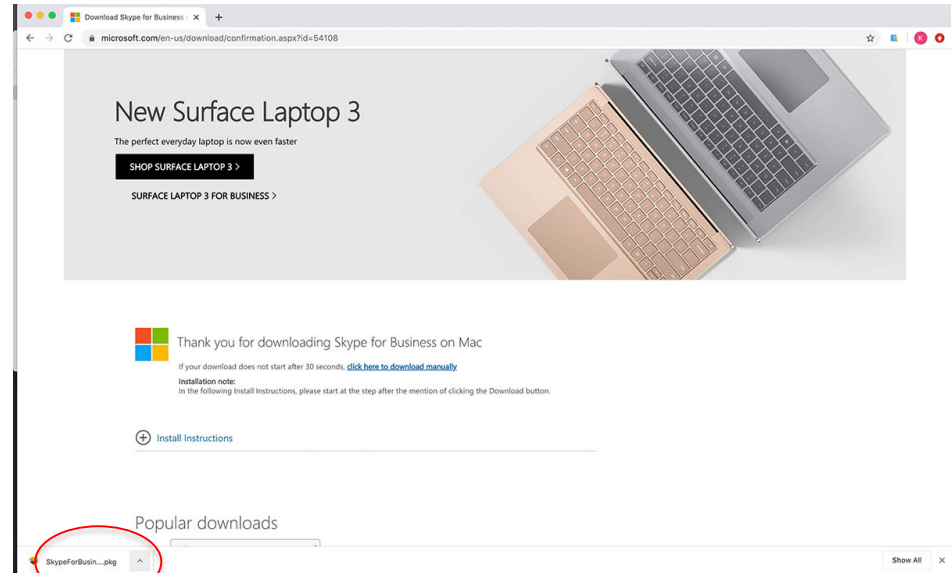 Download Skype for Business
microsoft.com/en-us/download/confirmation.aspx?id=54108
K
New Surface Laptop 3
The perfect everyday laptop is now even faster
SHOP SURFACE LAPTOP 3 >
SURFACE LAPTOP 3 FOR BUSINESS >
Thank you for downloading Skype for Business on Mac
If your download does not start after 30 seconds, click here to download manually
Installation note:
In the following Install Instructions, please start at the step after the mention of clicking the Download button.
Install Instructions
Popular downloads
SkypeForBusin....pkg
Show All